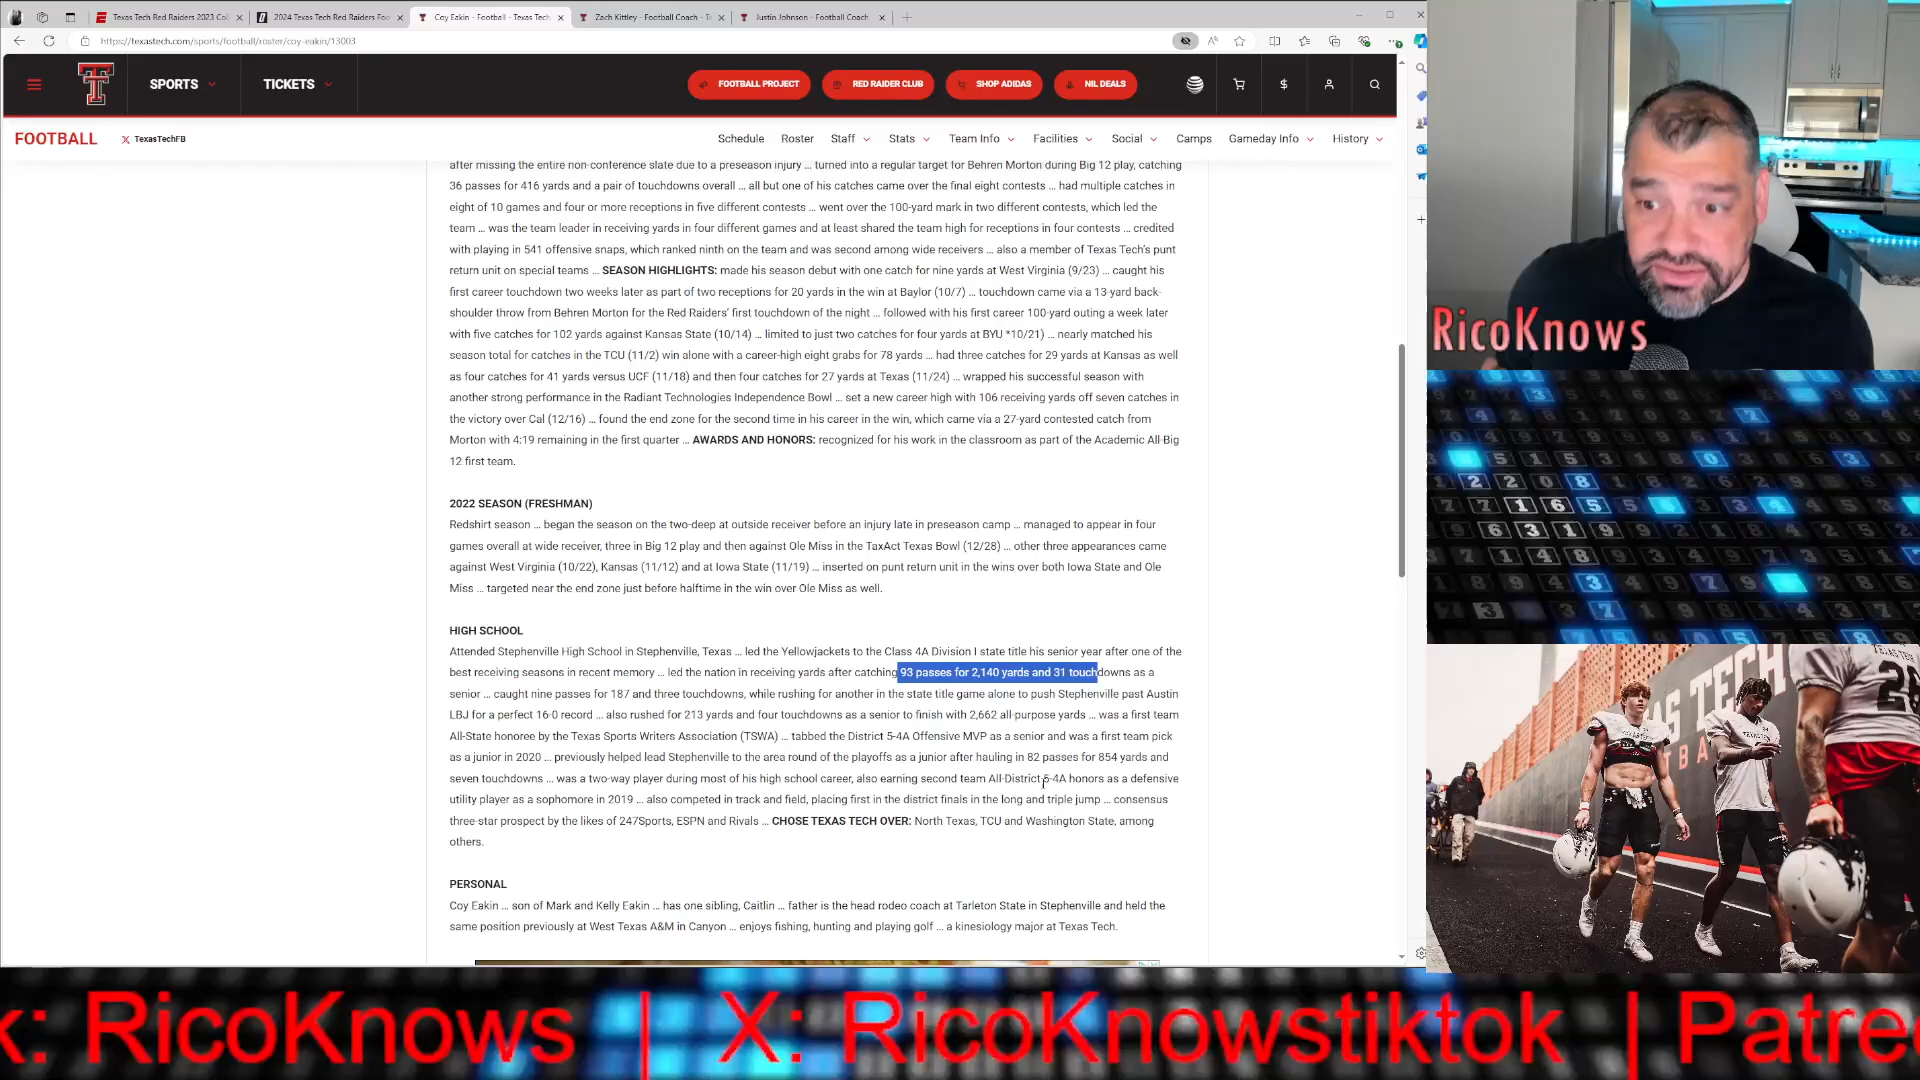 Texas Tech Red Raiders 2023 Col
2024 Texas Tech Red Raiders Foo
Coy Eakin - Football - Texas Tech
Zach Kittley - Football Coach - Te
Justin Johnson - Football Coach
https://texastech.com/sports/football/roster/coy-eakin/13003
SPORTS
TICKETS
FOOTBALL PROJECT
RED RAIDER CLUB
SHOP ADIDAS
NIL DEALS
$
FOOTBALL
TexasTechFB
Schedule
Roster
Staff
Stats
Team Info
Facilities
Social
Camps
Gameday Info
History
after missing the entire non-conference slate due to a preseason injury ... turned into a regular target for Behren Morton during Big 12 play, catching
36 passes for 416 yards and a pair of touchdowns overall ... all but one of his catches came over the final eight contests ... had multiple catches in
eight of 10 games and four or more receptions in five different contests ... went over the 100-yard mark in two different contests, which led the
team ... was the team leader in receiving yards in four different games and at least shared the team high for receptions in four contests ... credited
with playing in 541 offensive snaps, which ranked ninth on the team and was second among wide receivers ... also a member of Texas Tech's punt
return unit on special teams ... SEASON HIGHLIGHTS: made his season debut with one catch for nine yards at West Virginia (9/23) ... caught his
first career touchdown two weeks later as part of two receptions for 20 yards in the win at Baylor (10/7) ... touchdown came via a 13-yard back-
shoulder throw from Behren Morton for the Red Raiders' first touchdown of the night ... followed with his first career 100-yard outing a week later
with five catches for 102 yards against Kansas State (10/14) ... limited to just two catches for four yards at BYU *10/21) ... nearly matched his
season total for catches in the TCU (11/2) win alone with a career-high eight grabs for 78 yards ... had three catches for 29 yards at Kansas as well
as four catches for 41 yards versus UCF (11/18) and then four catches for 27 yards at Texas (11/24) ... wrapped his successful season with
another strong performance in the Radiant Technologies Independence Bowl ... set a new career high with 106 receiving yards off seven catches in
the victory over Cal (12/16) ... found the end zone for the second time in his career in the win, which came via a 27-yard contested catch from
Morton with 4:19 remaining in the first quarter ... AWARDS AND HONORS: recognized for his work in the classroom as part of the Academic All-Big
12 first team.
2022 SEASON (FRESHMAN)
Redshirt season ... began the season on the two-deep at outside receiver before an injury late in preseason camp ... managed to appear in four
games overall at wide receiver, three in Big 12 play and then against Ole Miss in the TaxAct Texas Bowl (12/28) ... other three appearances came
against West Virginia (10/22), Kansas (11/12) and at Iowa State (11/19) ... inserted on punt return unit in the wins over both Iowa State and Ole
Miss ... targeted near the end zone just before halftime in the win over Ole Miss as well.
HIGH SCHOOL
Attended Stephenville High School in Stephenville, Texas ... led the Yellowjackets to the Class 4A Division I state title his senior year after one of the
best receiving seasons in recent memory ... led the nation in receiving yards after catching 93 passes for 2,140 yards and 31 touchdowns as a
senior ... caught nine passes for 187 and three touchdowns, while rushing for another in the state title game alone to push Stephenville past Austin
LBJ for a perfect 16-0 record ... also rushed for 213 yards and four touchdowns as a senior to finish with 2,662 all-purpose yards ... was a first team
All-State honoree by the Texas Sports Writers Association (TSWA) ... tabbed the District 5-4A Offensive MVP as a senior and was a first team pick
as a junior in 2020 ... previously helped lead Stephenville to the area round of the playoffs as a junior after hauling in 82 passes for 854 yards and
seven touchdowns ... was a two-way player during most of his high school career, also earning second team All-District 5-4A honors as a defensive
utility player as a sophomore in 2019 ... also competed in track and field, placing first in the district finals in the long and triple jump ... consensus
three-star prospect by the likes of 247Sports, ESPN and Rivals ... CHOSE TEXAS TECH OVER: North Texas, TCU and Washington State, among
others.
PERSONAL
Coy Eakin ... son of Mark and Kelly Eakin ... has one sibling, Caitlin ... father is the head rodeo coach at Tarleton State in Stephenville and held the
same position previously at West Texas A&M in Canyon ... enjoys fishing, hunting and playing golf ... a kinesiology major at Texas Tech.
RicoKnows
k: RicoKnows | X: RicoKnowstiktok | Patre